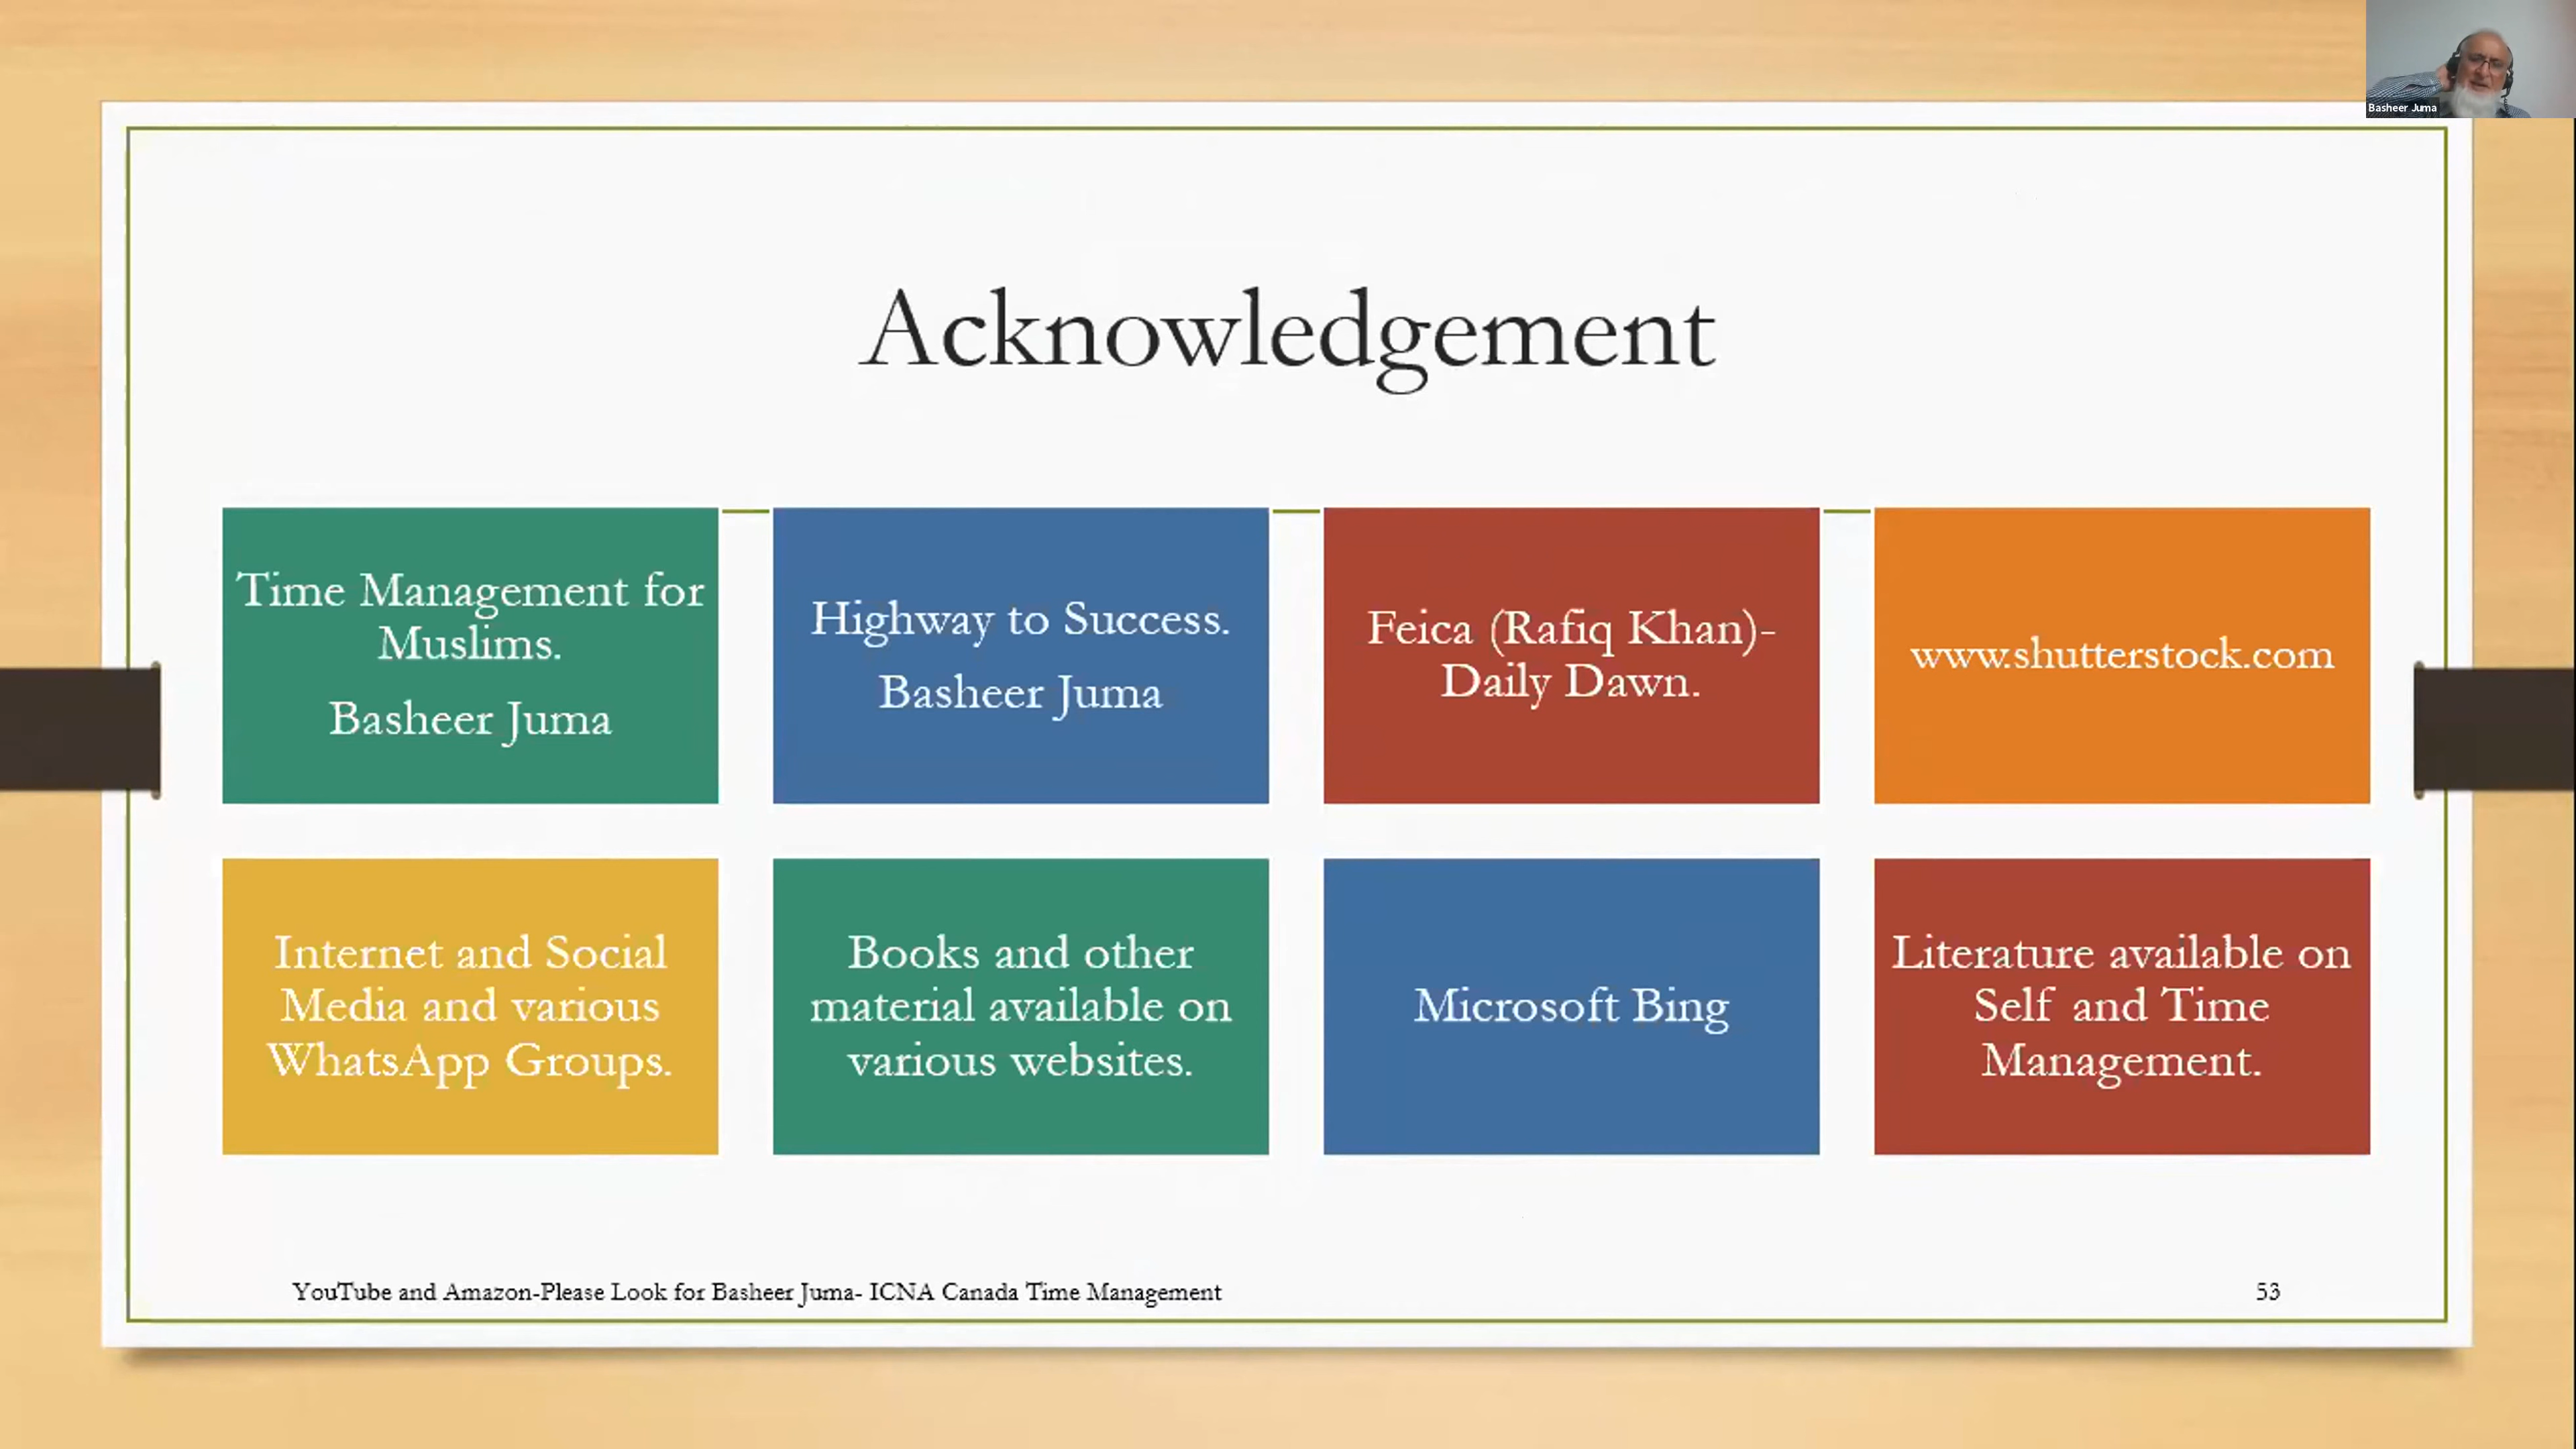 Basheer Juma
Acknowledgement
Time Management for
Muslims.
Basheer Juma
Highway to Success.
Basheer Juma
Feica (Rafiq Khan)-
Daily Dawn.
www.shutterstock.com
Internet and Social
Media and various
WhatsApp Groups.
Books and other
material available on
various websites.
Microsoft Bing
Literature available on
Self and Time
Management.
YouTube and Amazon-Please Look for Basheer Juma- ICNA Canada Time Management
53